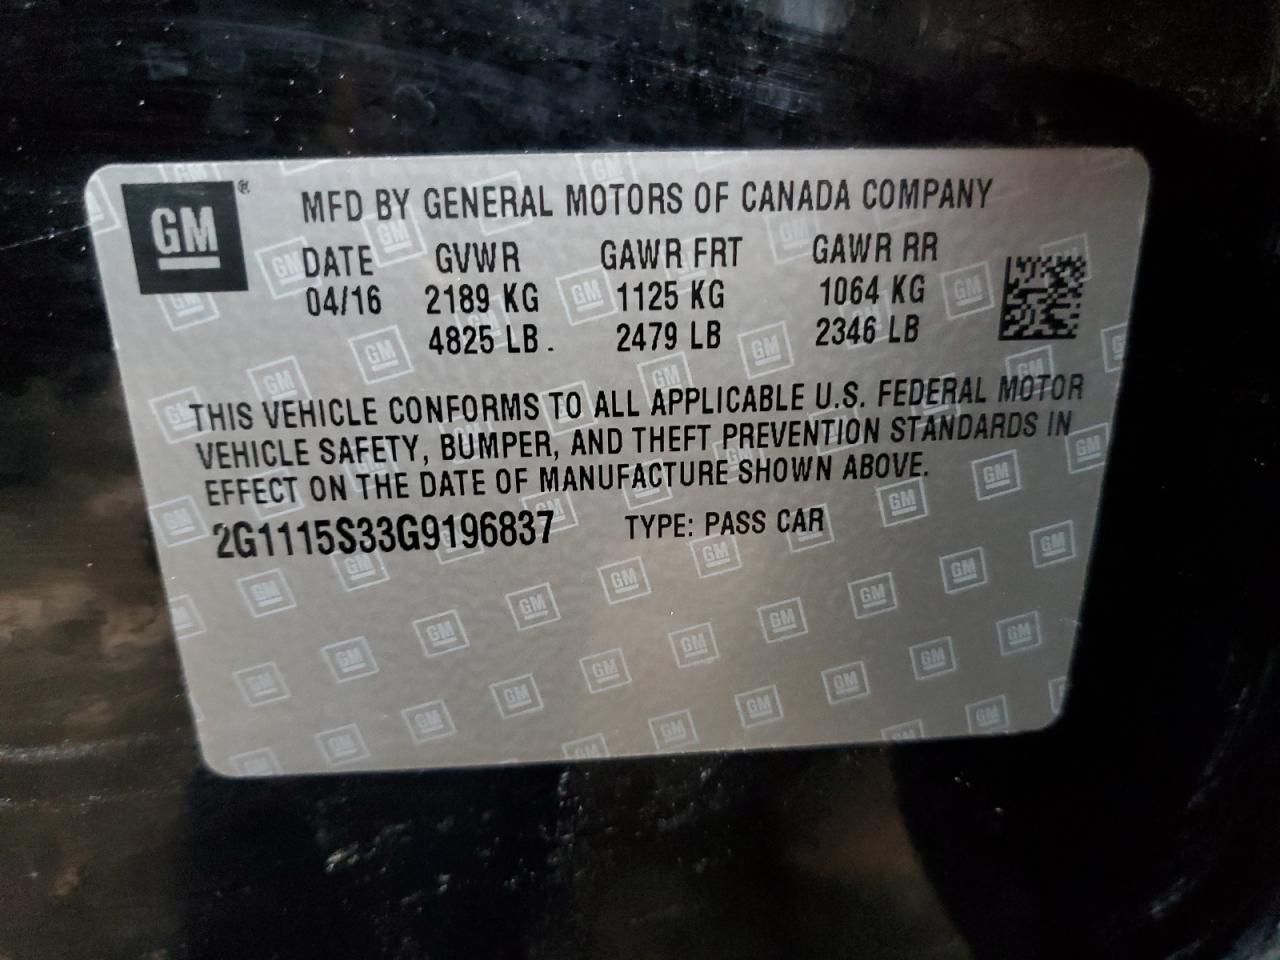 GM®
MFD BY GENERAL MOTORS OF CANADA COMPANY
DATE GVWR GAWR FRT GAWR RR
04/16 2189 KG 1125 KG 1064 KG
4825 LB. 2479 LB 2346 LB
THIS VEHICLE CONFORMS TO ALL APPLICABLE U.S. FEDERAL MOTOR
VEHICLE SAFETY, BUMPER, AND THEFT PREVENTION STANDARDS IN
EFFECT ON THE DATE OF MANUFACTURE SHOWN ABOVE.
2G1115S33G9196837 TYPE: PASS CAR